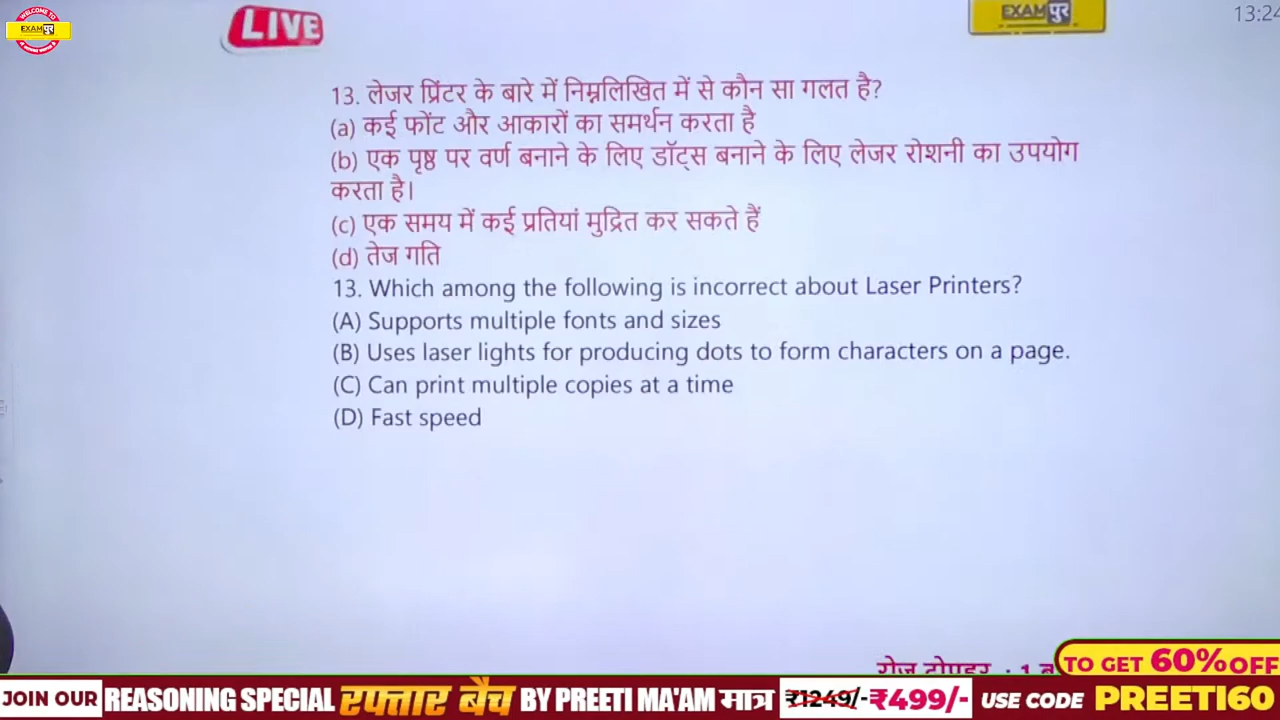 WELCOME TO
EXAMपुर
LIVE
EXAMपुर
13:24
13. लेजर प्रिंटर के बारे में निम्नलिखित में से कौन सा गलत है?
(a) कई फोंट और आकारों का समर्थन करता है
(b) एक पृष्ठ पर वर्ण बनाने के लिए डॉट्स बनाने के लिए लेजर रोशनी का उपयोग
करता है।
(c) एक समय में कई प्रतियां मुद्रित कर सकते हैं
(d) तेज गति
13. Which among the following is incorrect about Laser Printers?
(A) Supports multiple fonts and sizes
(B) Uses laser lights for producing dots to form characters on a page.
(C) Can print multiple copies at a time
(D) Fast speed
TO GET 60% OFF
JOIN OUR REASONING SPECIAL रफ्तार बैच BY PREETI MA'AM मात्र ₹1249/- ₹499/- USE CODE PREETI60